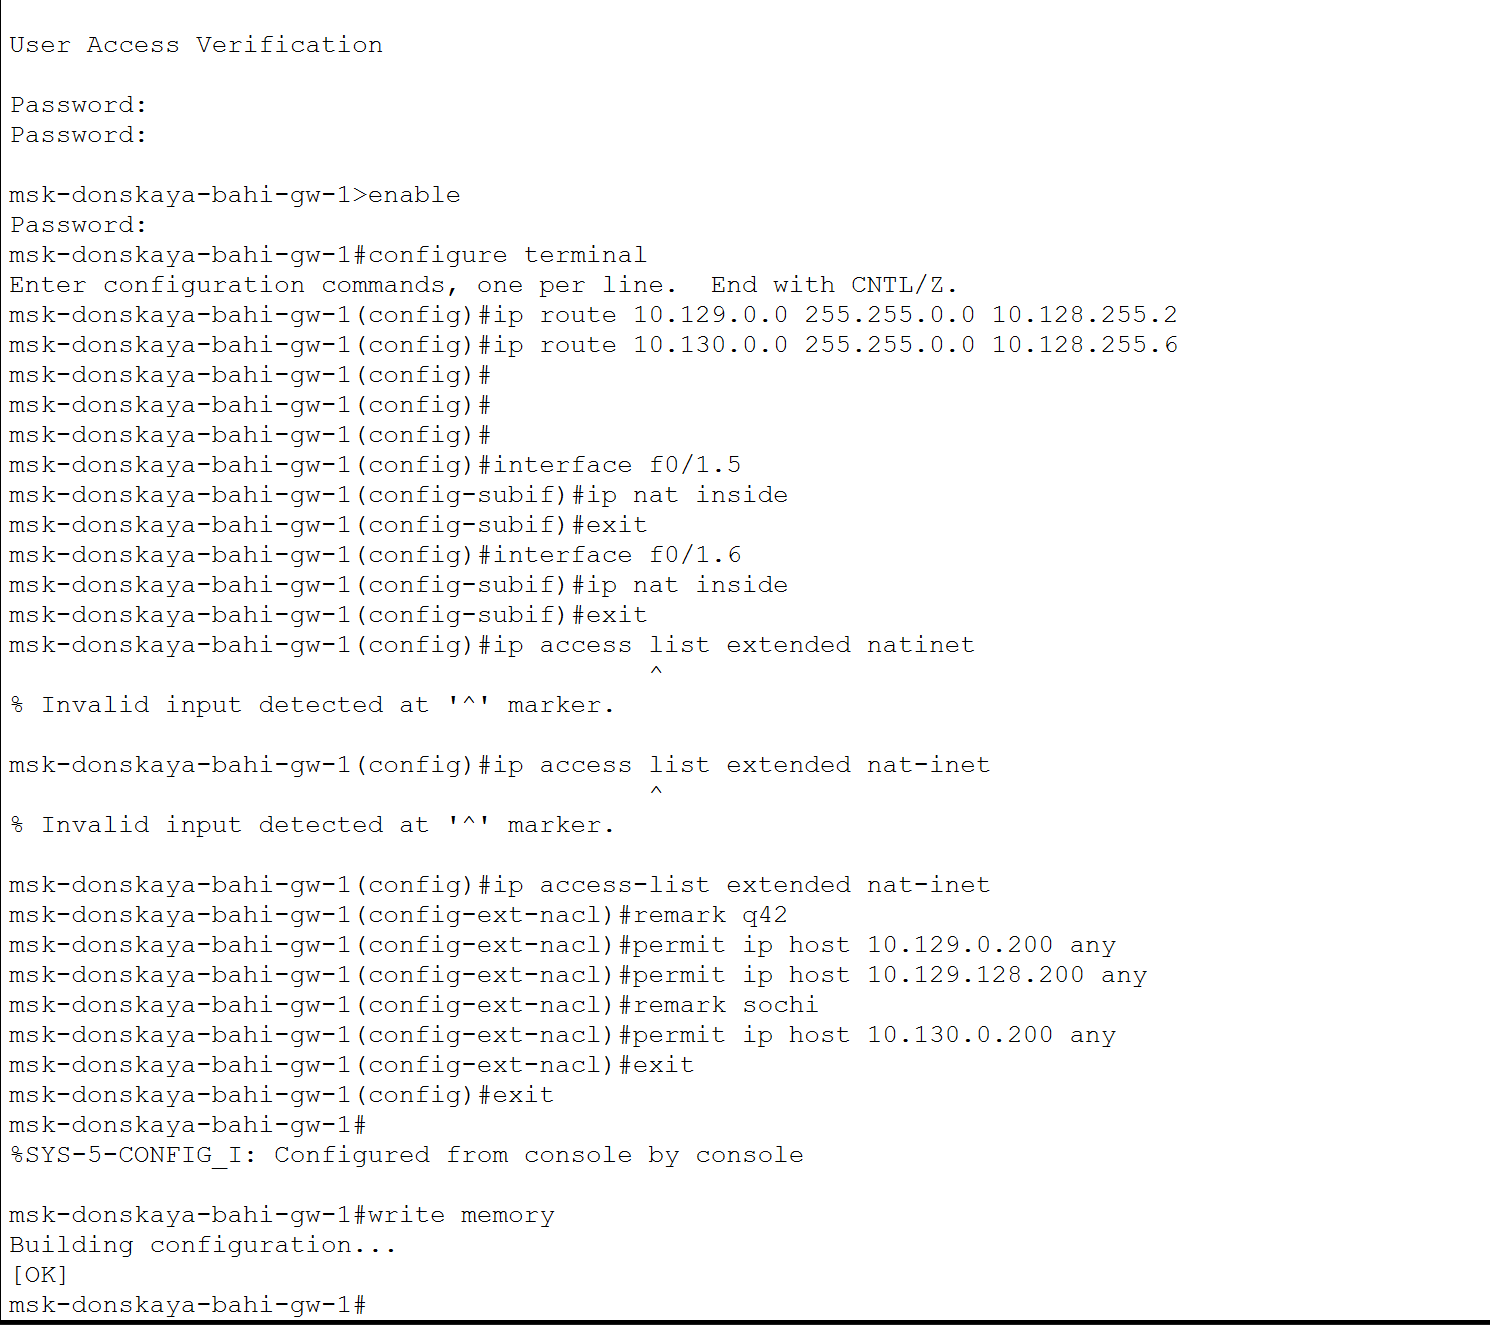 User Access Verification
Password:
Password:
msk-donskaya-bahi-gw-1>enable
Password:
msk-donskaya-bahi-gw-1#configure terminal
Enter configuration commands, one per line.  End with CNTL/Z.
msk-donskaya-bahi-gw-1(config)#ip route 10.129.0.0 255.255.0.0 10.128.255.2
msk-donskaya-bahi-gw-1(config)#ip route 10.130.0.0 255.255.0.0 10.128.255.6
msk-donskaya-bahi-gw-1(config)#
msk-donskaya-bahi-gw-1(config)#
msk-donskaya-bahi-gw-1(config)#
msk-donskaya-bahi-gw-1(config)#interface f0/1.5
msk-donskaya-bahi-gw-1(config-subif)#ip nat inside
msk-donskaya-bahi-gw-1(config-subif)#exit
msk-donskaya-bahi-gw-1(config)#interface f0/1.6
msk-donskaya-bahi-gw-1(config-subif)#ip nat inside
msk-donskaya-bahi-gw-1(config-subif)#exit
msk-donskaya-bahi-gw-1(config)#ip access list extended natinet
^
% Invalid input detected at '^' marker.
msk-donskaya-bahi-gw-1(config)#ip access list extended nat-inet
^
% Invalid input detected at '^' marker.
msk-donskaya-bahi-gw-1(config)#ip access-list extended nat-inet
msk-donskaya-bahi-gw-1(config-ext-nacl)#remark q42
msk-donskaya-bahi-gw-1(config-ext-nacl)#permit ip host 10.129.0.200 any
msk-donskaya-bahi-gw-1(config-ext-nacl)#permit ip host 10.129.128.200 any
msk-donskaya-bahi-gw-1(config-ext-nacl)#remark sochi
msk-donskaya-bahi-gw-1(config-ext-nacl)#permit ip host 10.130.0.200 any
msk-donskaya-bahi-gw-1(config-ext-nacl)#exit
msk-donskaya-bahi-gw-1(config)#exit
msk-donskaya-bahi-gw-1#
%SYS-5-CONFIG_I: Configured from console by console
msk-donskaya-bahi-gw-1#write memory
Building configuration...
[OK]
msk-donskaya-bahi-gw-1#